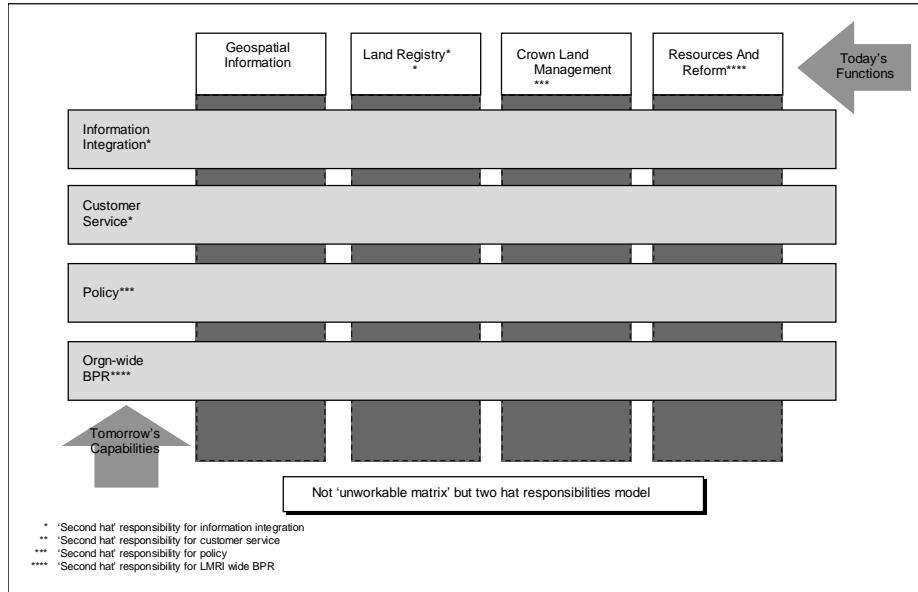 Geospatial
Information
Land Registry*
*
Crown Land
Management
***
Resources And
Reform****
Today's
Functions
Information
Integration*
Customer
Service*
Policy***
Orgn-wide
BPR****
Tomorrow's
Capabilities
Not 'unworkable matrix' but two hat responsibilities model
* 'Second hat' responsibility for information integration
** 'Second hat' responsibility for customer service
*** 'Second hat' responsibility for policy
**** 'Second hat' responsibility for LMRI wide BPR